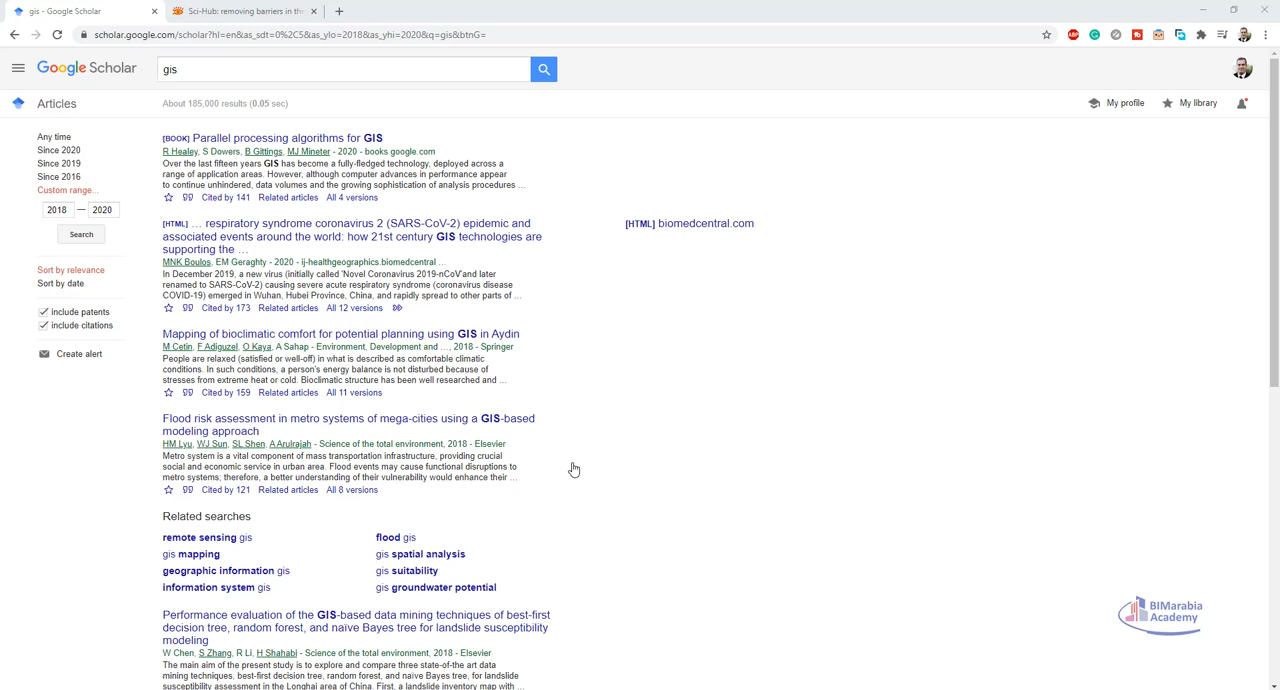 gis - Google Scholar
Sci-Hub: removing barriers in the
scholar.google.com/scholar?hl=en&as_sdt=0%2C5&as_ylo=2018&as_yhi=2020&q=gis&btnG=
ABP
Google Scholar
gis
Articles
About 185,000 results (0.05 sec)
My profile
My library
Any time
Since 2020
Since 2019
Since 2016
Custom range...
2018 — 2020
Search
Sort by relevance
Sort by date
include patents
include citations
Create alert
[BOOK] Parallel processing algorithms for GIS
R Healey, S Dowers, B Gittings, MJ Mineter - 2020 - books.google.com
Over the last fifteen years GIS has become a fully-fledged technology, deployed across a
range of application areas. However, although computer advances in performance appear
to continue unhindered, data volumes and the growing sophistication of analysis procedures ...
Cited by 141 Related articles All 4 versions
[HTML] ... respiratory syndrome coronavirus 2 (SARS-CoV-2) epidemic and
associated events around the world: how 21st century GIS technologies are
supporting the ...
[HTML] biomedcentral.com
MNK Boulos, EM Geraghty - 2020 - ij-healthgeographics.biomedcentral ...
In December 2019, a new virus (initially called 'Novel Coronavirus 2019-nCoV'and later
renamed to SARS-CoV-2) causing severe acute respiratory syndrome (coronavirus disease
COVID-19) emerged in Wuhan, Hubei Province, China, and rapidly spread to other parts of ...
Cited by 173 Related articles All 12 versions
Mapping of bioclimatic comfort for potential planning using GIS in Aydin
M Cetin, F Adiguzel, O Kaya, A Sahap - Environment, Development and ..., 2018 - Springer
People are relaxed (satisfied or well-off) in what is described as comfortable climatic
conditions. In such conditions, a person's energy balance is not disturbed because of
stresses from extreme heat or cold. Bioclimatic structure has been well researched and ...
Cited by 159 Related articles All 11 versions
Flood risk assessment in metro systems of mega-cities using a GIS-based
modeling approach
HM Lyu, WJ Sun, SL Shen, A Arulrajah - Science of the total environment, 2018 - Elsevier
Metro system is a vital component of mass transportation infrastructure, providing crucial
social and economic service in urban area. Flood events may cause functional disruptions to
metro systems; therefore, a better understanding of their vulnerability would enhance their ...
Cited by 121 Related articles All 8 versions
Related searches
remote sensing gis
flood gis
gis mapping
gis spatial analysis
geographic information gis
gis suitability
information system gis
gis groundwater potential
Performance evaluation of the GIS-based data mining techniques of best-first
decision tree, random forest, and naïve Bayes tree for landslide susceptibility
modeling
W Chen, S Zhang, R Li, H Shahabi - Science of the total environment, 2018 - Elsevier
The main aim of the present study is to explore and compare three state-of-the art data
mining techniques, best-first decision tree, random forest, and naïve Bayes tree, for landslide
susceptibility assessment in the Longhai area of China. First, a landslide inventory map with ...
BIMarabia
Academy